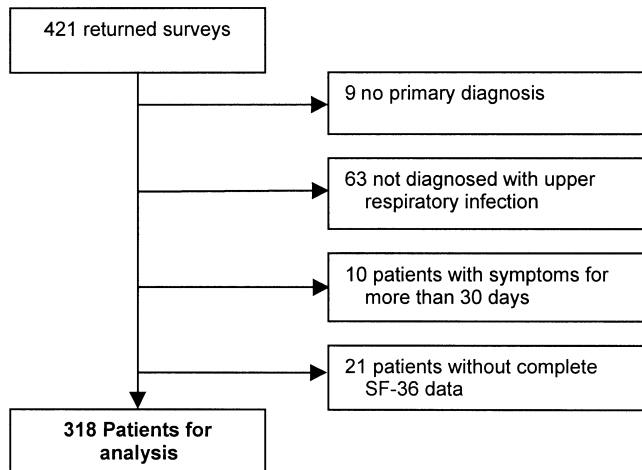 421 returned surveys
9 no primary diagnosis
63 not diagnosed with upper
respiratory infection
10 patients with symptoms for
more than 30 days
21 patients without complete
SF-36 data
318 Patients for
analysis